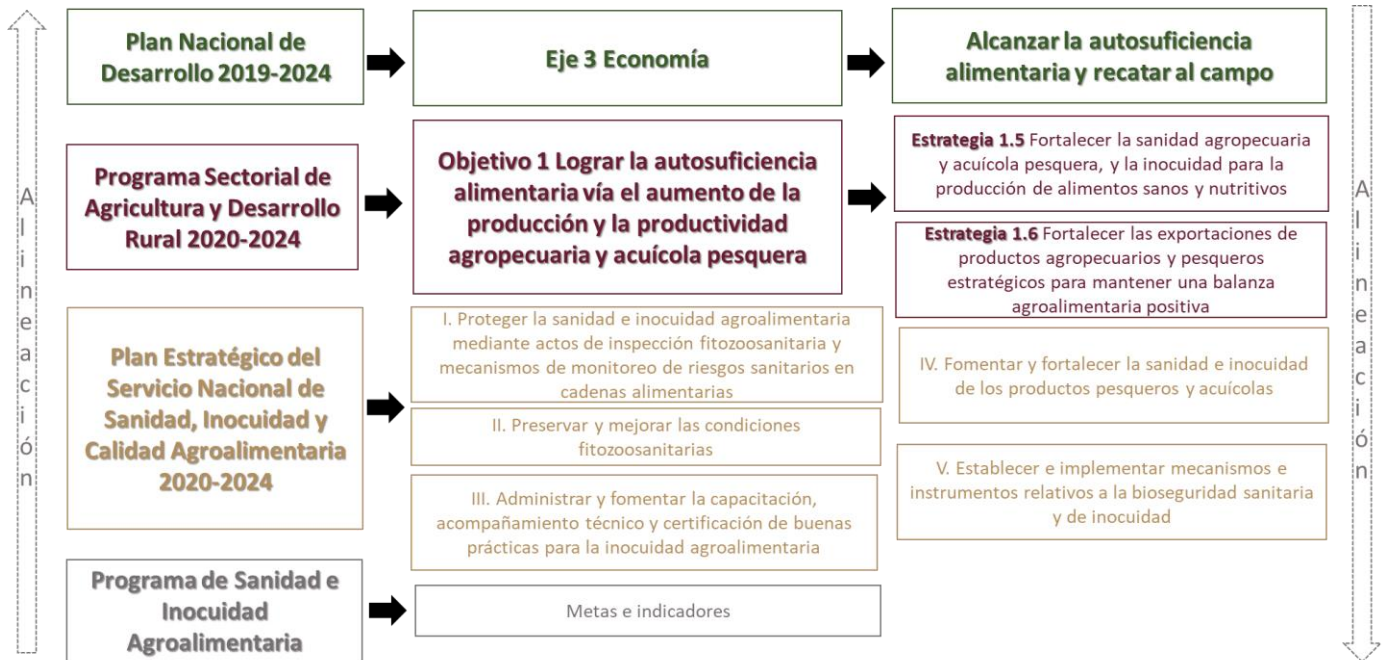 Alineación
Plan Nacional de
Desarrollo 2019-2024
Eje 3 Economía
Alcanzar la autosuficiencia
alimentaria y recatar al campo
Programa Sectorial de
Agricultura y Desarrollo
Rural 2020-2024
Objetivo 1 Lograr la autosuficiencia
alimentaria vía el aumento de la
producción y la productividad
agropecuaria y acuícola pesquera
Estrategia 1.5 Fortalecer la sanidad agropecuaria
y acuícola pesquera, y la inocuidad para la
producción de alimentos sanos y nutritivos
Estrategia 1.6 Fortalecer las exportaciones de
productos agropecuarios y pesqueros
estratégicos para mantener una balanza
agroalimentaria positiva
Plan Estratégico del
Servicio Nacional de
Sanidad, Inocuidad y
Calidad Agroalimentaria
2020-2024
I. Proteger la sanidad e inocuidad agroalimentaria
mediante actos de inspección fitozoosanitaria y
mecanismos de monitoreo de riesgos sanitarios en
cadenas alimentarias
II. Preservar y mejorar las condiciones
fitozoosanitarias
III. Administrar y fomentar la capacitación,
acompañamiento técnico y certificación de buenas
prácticas para la inocuidad agroalimentaria
IV. Fomentar y fortalecer la sanidad e inocuidad
de los productos pesqueros y acuícolas
V. Establecer e implementar mecanismos e
instrumentos relativos a la bioseguridad sanitaria
y de inocuidad
Programa de Sanidad e
Inocuidad
Agroalimentaria
Metas e indicadores
Alineación